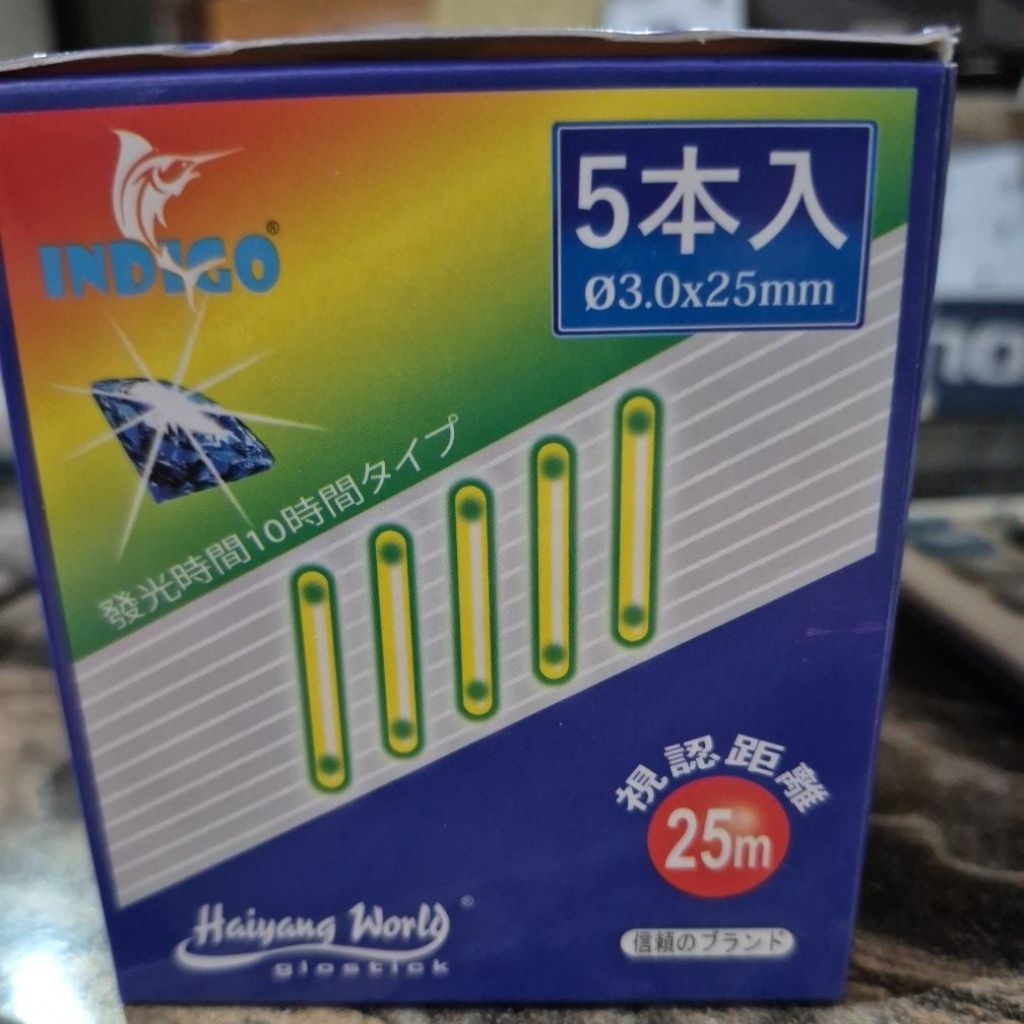 INDIGO®
5本入
Ø3.0x25mm
發光時間10時間タイプ
視認距離
25m
Haiyang World®
glostick
信頼のブランド
no